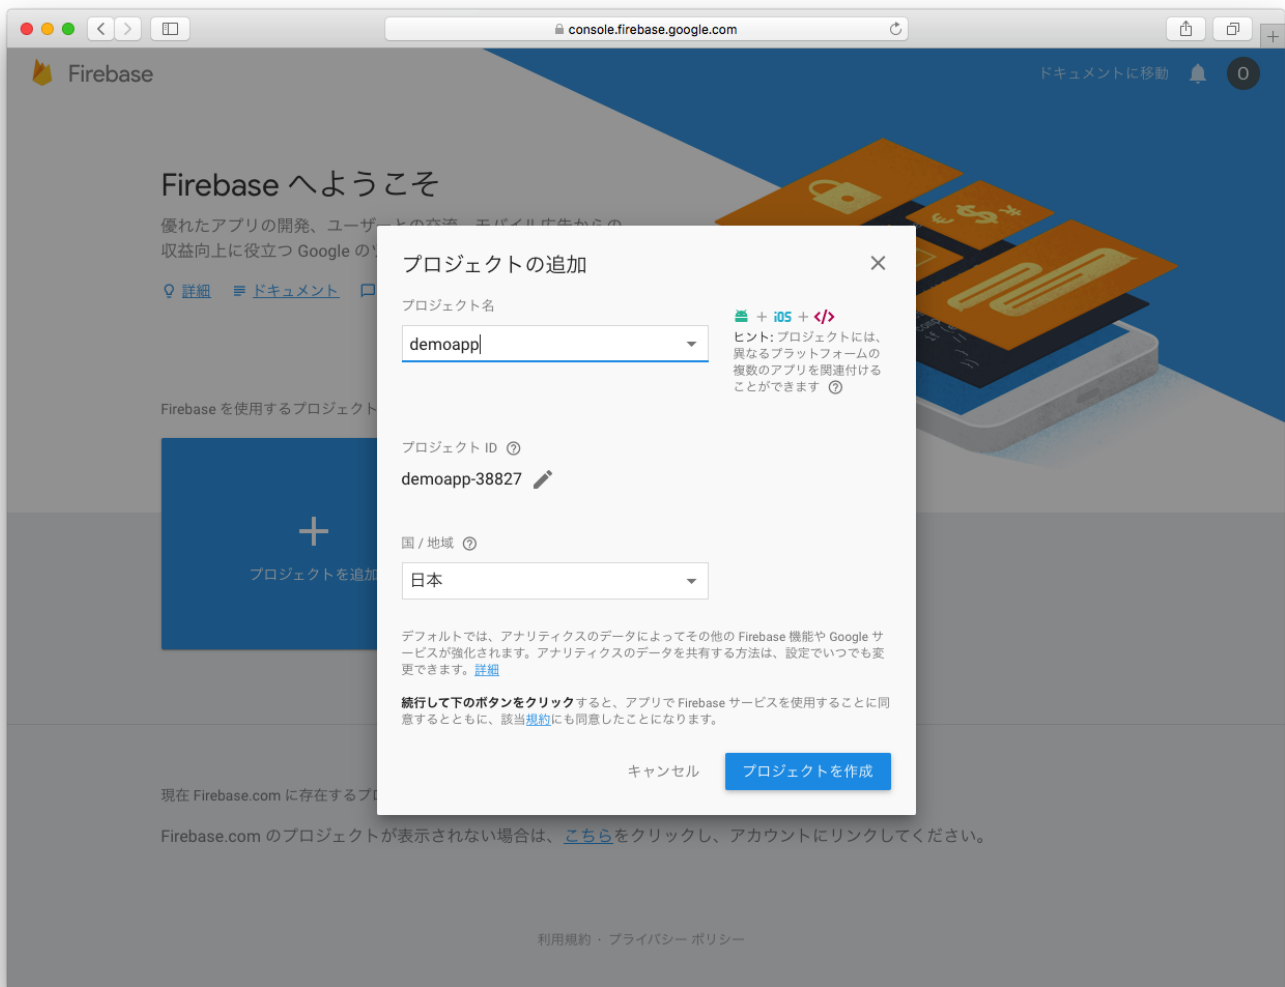 console.firebase.google.com
Firebase
ドキュメントに移動
O
Firebase へようこそ
優れたアプリの開発、ユーザーとの交流、モバイル広告からの
収益向上に役立つ Google の
詳細
ドキュメント
Firebase を使用するプロジェクト
プロジェクトを追加
プロジェクトの追加
プロジェクト名
demoapp
+ iOS + </>
ヒント: プロジェクトには、
異なるプラットフォームの
複数のアプリを関連付ける
ことができます
プロジェクト ID
demoapp-38827
国 / 地域
日本
デフォルトでは、アナリティクスのデータによってその他の Firebase 機能や Google サ
ービスが強化されます。アナリティクスのデータを共有する方法は、設定でいつでも変
更できます。詳細
続行して下のボタンをクリックすると、アプリで Firebase サービスを使用することに同
意するとともに、該当規約にも同意したことになります。
キャンセル
プロジェクトを作成
現在 Firebase.com に存在するプロ
Firebase.com のプロジェクトが表示されない場合は、こちらをクリックし、アカウントにリンクしてください。
利用規約 · プライバシー ポリシー